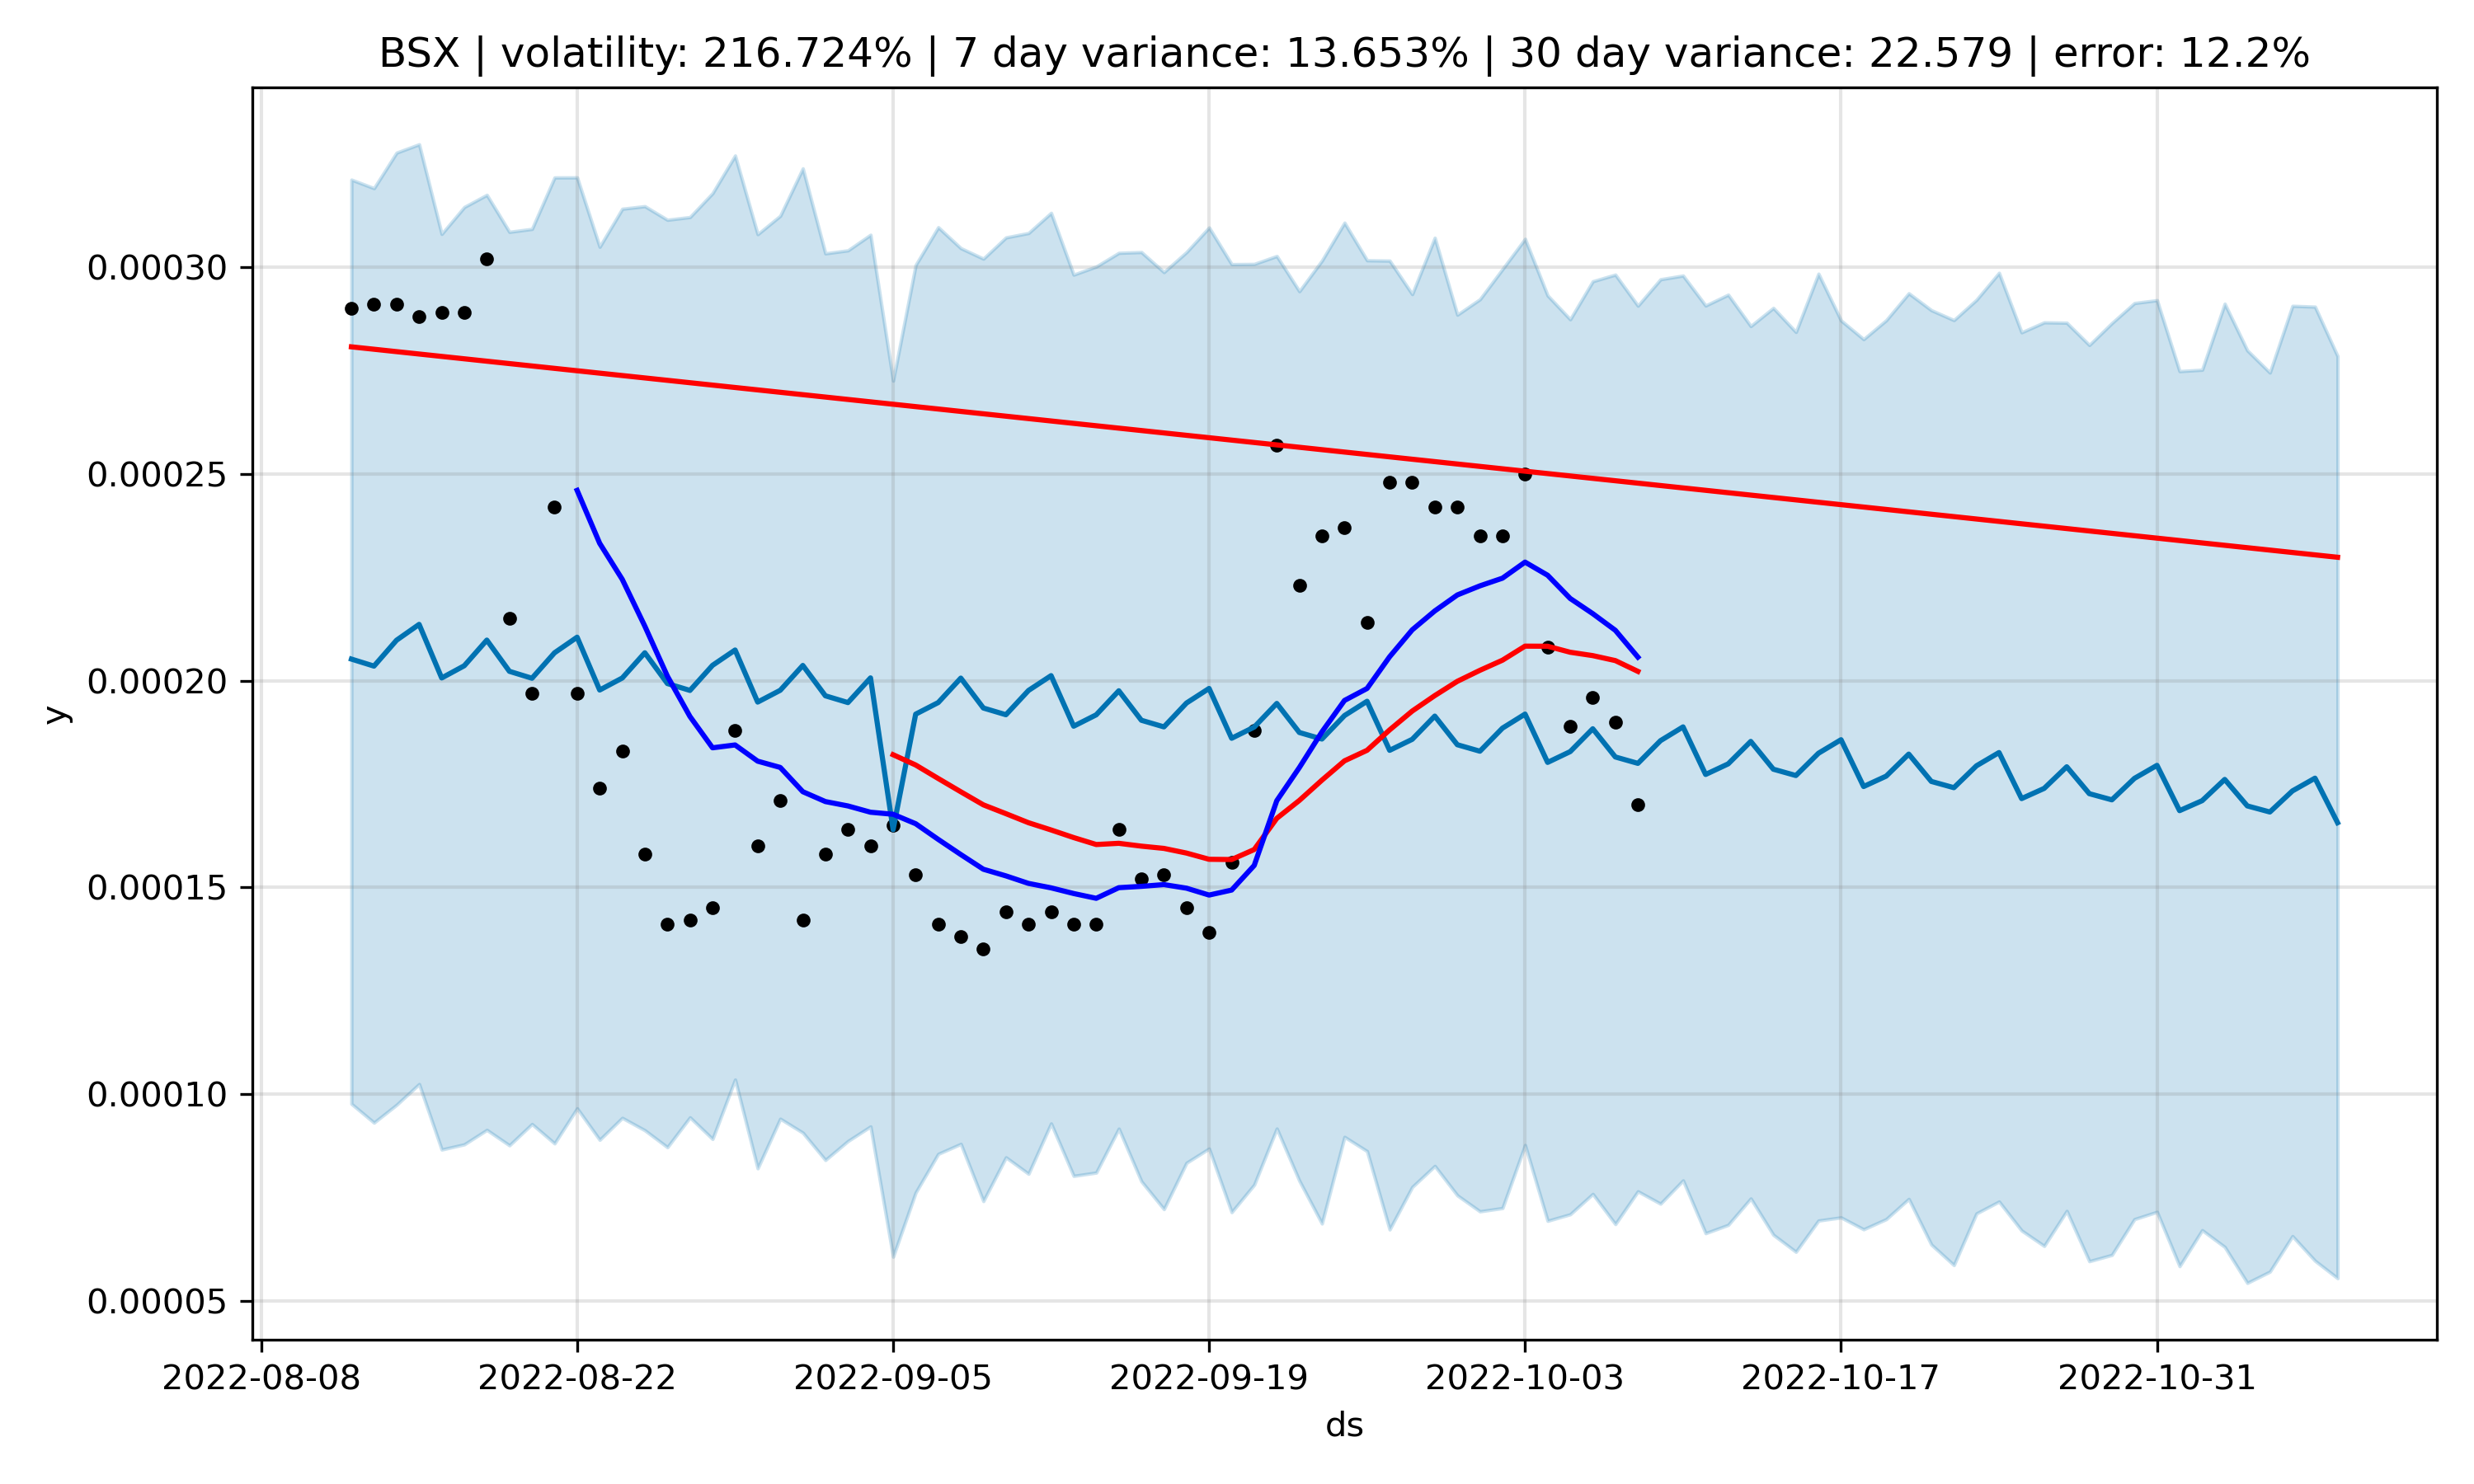 BSX | volatility: 216.724% | 7 day variance: 13.653% | 30 day variance: 22.579 | error: 12.2%
0.00030
0.00025
0.00020
0.00015
0.00010
0.00005
y
2022-08-08 2022-08-22 2022-09-05 2022-09-19 2022-10-03 2022-10-17 2022-10-31
ds